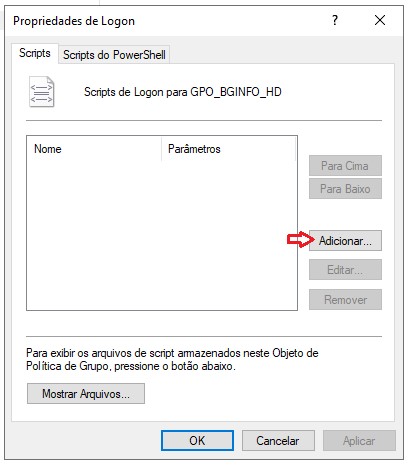 Propriedades de Logon
Scripts Scripts do PowerShell
Scripts de Logon para GPO_BGINFO_HD
Nome Parâmetros
Para Cima
Para Baixo
Adicionar...
Editar...
Remover
Para exibir os arquivos de script armazenados neste Objeto de
Política de Grupo, pressione o botão abaixo.
Mostrar Arquivos...
OK Cancelar Aplicar